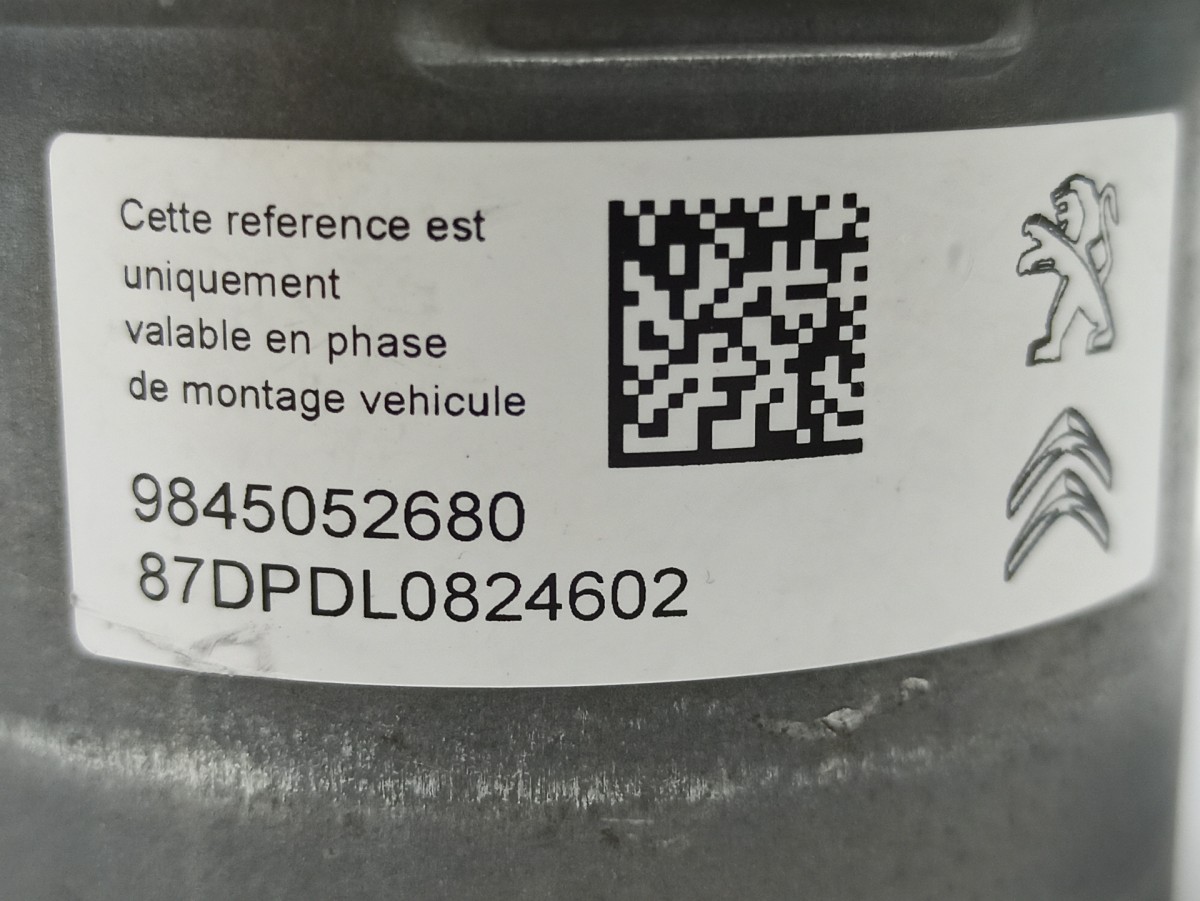 Cette reference est
uniquement
valable en phase
de montage vehicule
9845052680
87DPDL0824602